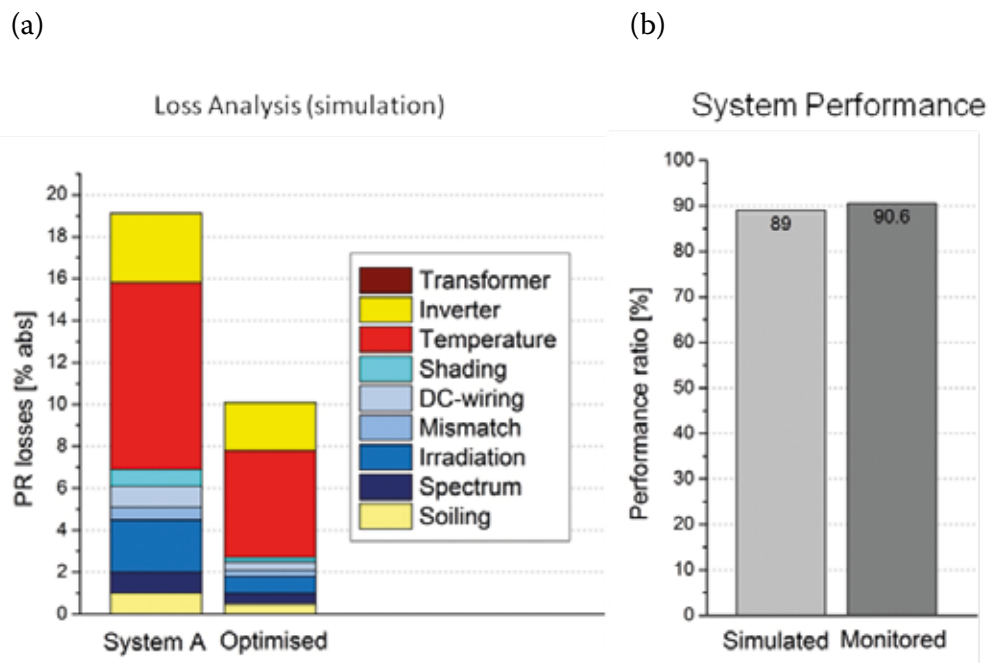 (a)
Loss Analysis (simulation)
PR losses [% abs]
20
18
16
14
12
10
8
6
4
2
0
System A
Optimised
Transformer
Inverter
Temperature
Shading
DC-wiring
Mismatch
Irradiation
Spectrum
Soiling
(b)
System Performance
Performance ratio [%]
100
90
80
70
60
50
40
30
20
10
0
89
90.6
Simulated
Monitored